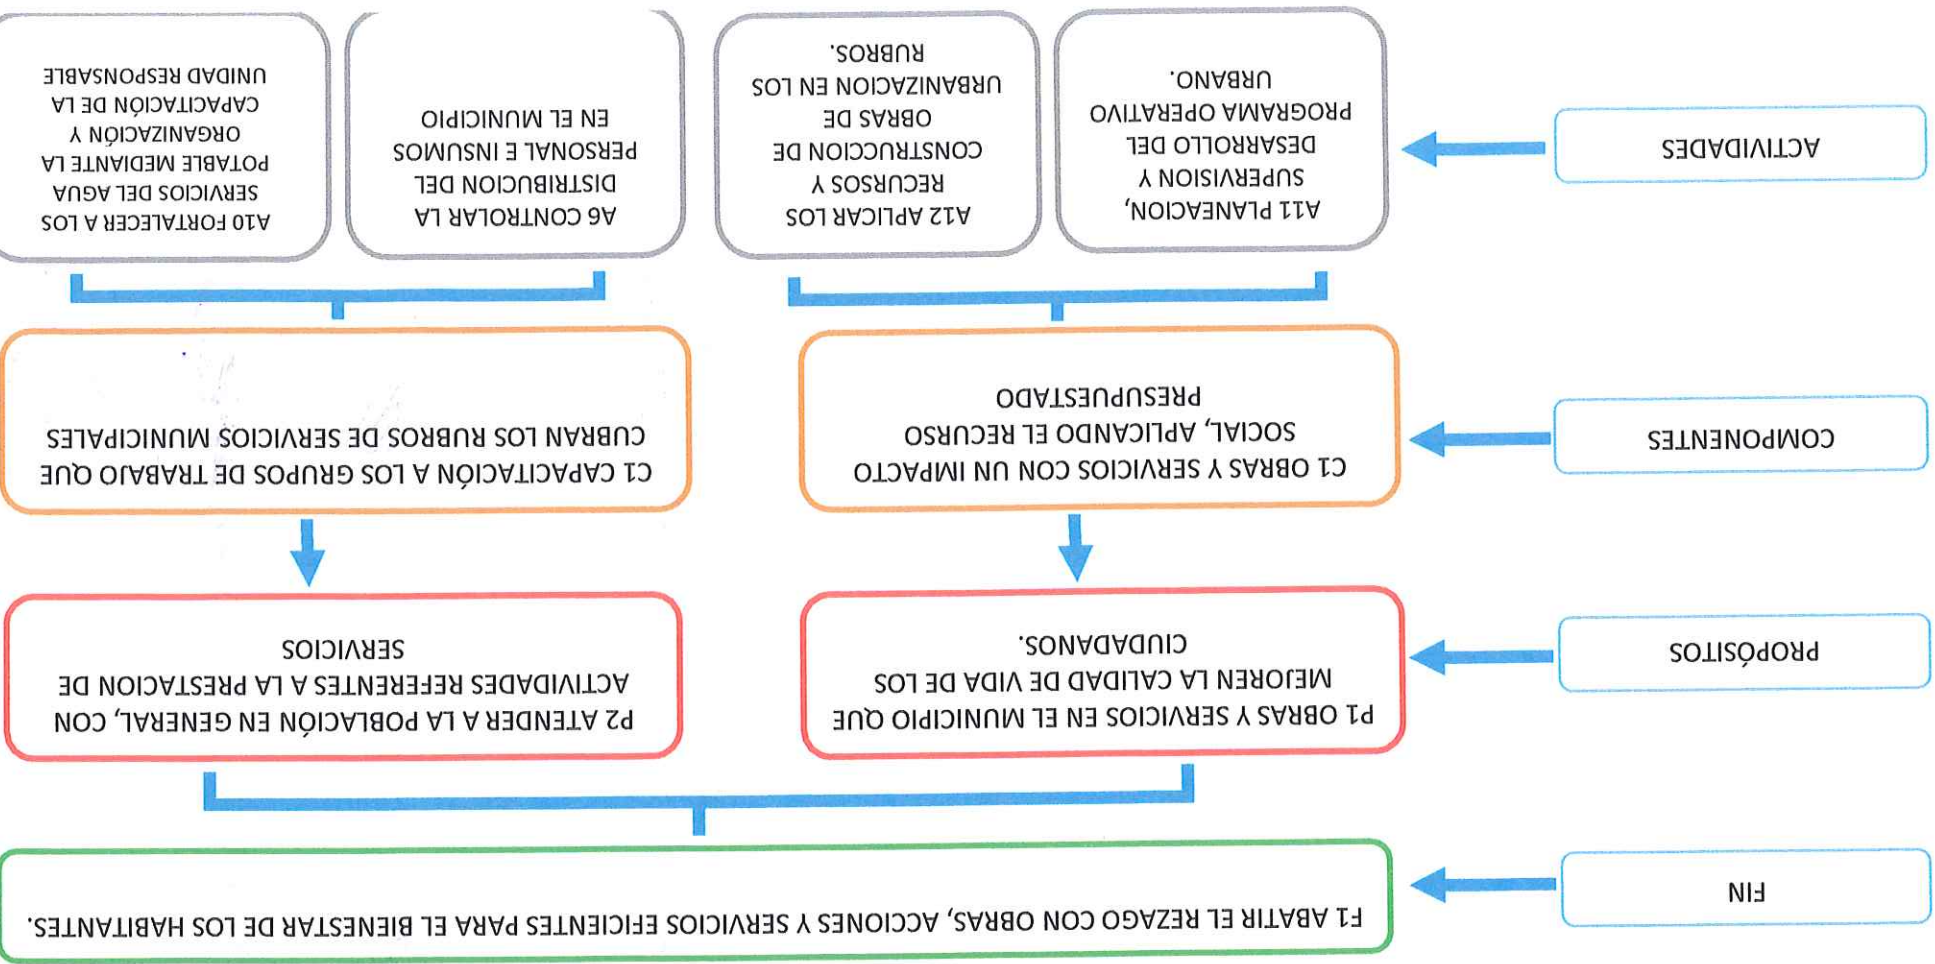 FIN
F1 ABATIR EL REZAGO CON OBRAS, ACCIONES Y SERVICIOS EFICIENTES PARA EL BIENESTAR DE LOS HABITANTES.
PROPÓSITOS
P1 OBRAS Y SERVICIOS EN EL MUNICIPIO QUE
MEJOREN LA CALIDAD DE VIDA DE LOS
CIUDADANOS.
P2 ATENDER A LA POBLACIÓN EN GENERAL, CON
ACTIVIDADES REFERENTES A LA PRESTACION DE
SERVICIOS
COMPONENTES
C1 OBRAS Y SERVICIOS CON UN IMPACTO
SOCIAL, APLICANDO EL RECURSO
PRESUPUESTADO
C1 CAPACITACIÓN A LOS GRUPOS DE TRABAJO QUE
CUBRAN LOS RUBROS DE SERVICIOS MUNICIPALES
ACTIVIDADES
A11 PLANEACION,
SUPERVISION Y
DESARROLLO DEL
PROGRAMA OPERATIVO
URBANO.
A12 APLICAR LOS
RECURSOS Y
CONSTRUCCION DE
OBRAS DE
URBANIZACION EN LOS
RUBROS.
A6 CONTROLAR LA
DISTRIBUCION DEL
PERSONAL E INSUMOS
EN EL MUNICIPIO
A10 FORTALECER A LOS
SERVICIOS DEL AGUA
POTABLE MEDIANTE LA
ORGANIZACIÓN Y
CAPACITACIÓN DE LA
UNIDAD RESPONSABLE